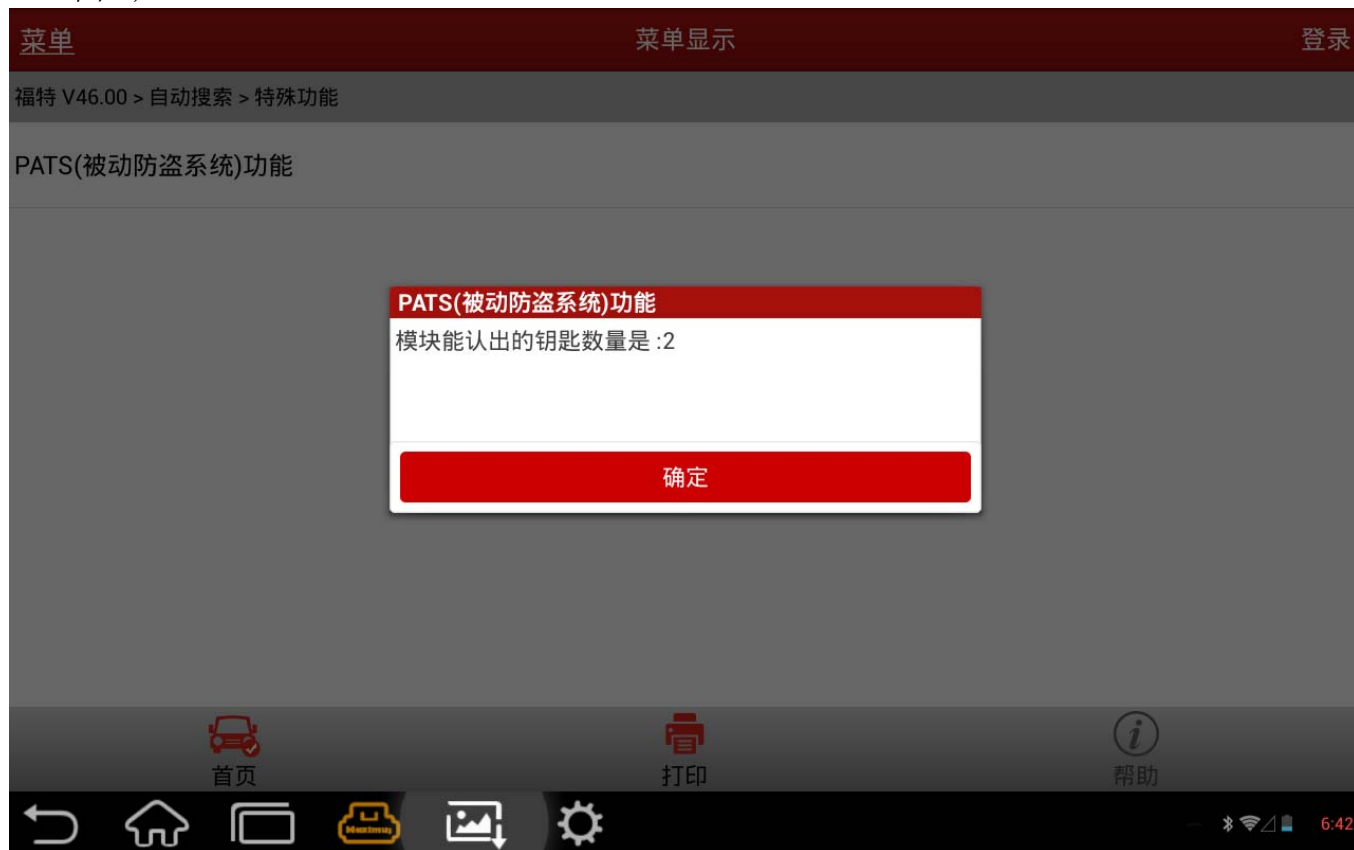 菜单
菜单显示
登录
福特 V46.00 > 自动搜索 > 特殊功能
PATS(被动防盗系统)功能
PATS(被动防盗系统)功能
模块能认出的钥匙数量是 :2
确定
首页
打印
帮助
Maximus
6:42